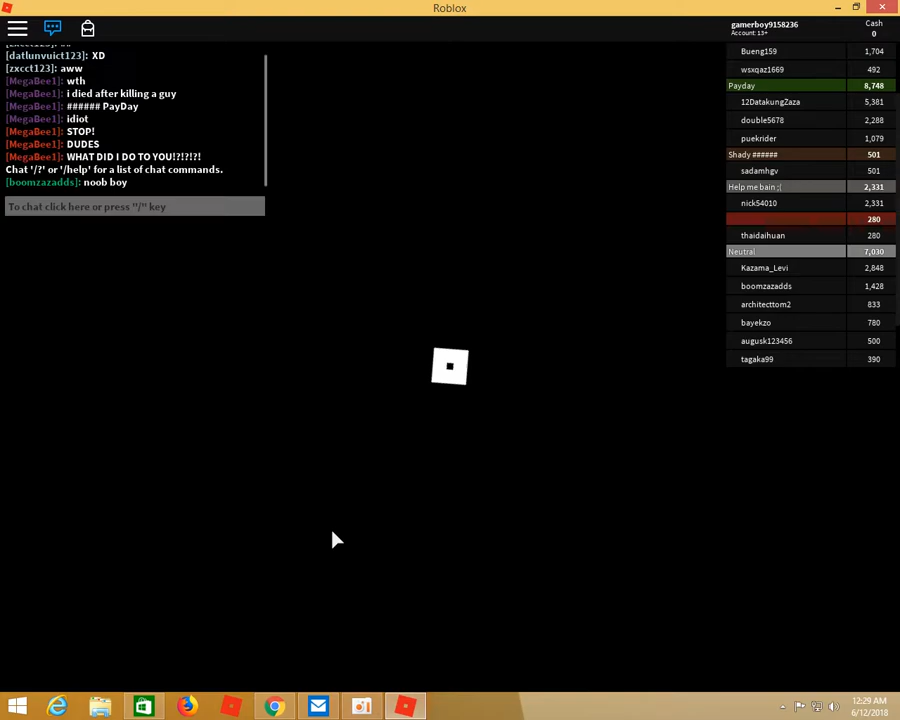 Roblox
gamerboy9158236
Account: 13+
Cash
0
[datlunvuict123]: XD
[zxcct123]: aww
[MegaBee1]: wth
[MegaBee1]: i died after killing a guy
[MegaBee1]: ###### PayDay
[MegaBee1]: idiot
[MegaBee1]: STOP!
[MegaBee1]: DUDES
[MegaBee1]: WHAT DID I DO TO YOU!?!?!?!
Chat '/?' or '/help' for a list of chat commands.
[boomzazadds]: noob boy
To chat click here or press "/" key
Bueng159 1,704
wsxqaz1669 492
Payday 8,748
12DatakungZaza 5,381
double5678 2,288
puekrider 1,079
Shady ###### 501
sadamhgv 501
Help me bain ;( 2,331
nick54010 2,331
280
thaidaihuan 280
Neutral 7,030
Kazama_Levi 2,848
boomzazadds 1,428
architecttom2 833
bayekzo 780
augusk123456 500
tagaka99 390
12:29 AM
6/12/2018